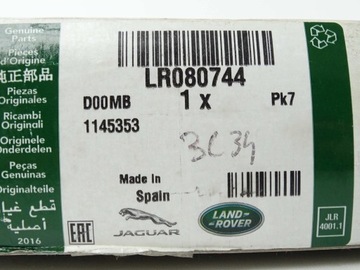 Genuine Parts
Pièces d'Origine
純正部品
Piezas Originales
Ricambi Originali
Originele Onderdelen
Peças Genuínas
Originalteile
قطع غيار
أصلية
2016
LR080744
D00MB
1 x
Pk7
1145353
3C34
Made in
Spain
EAC
JAGUAR
LAND ROVER
JLR
4001.1